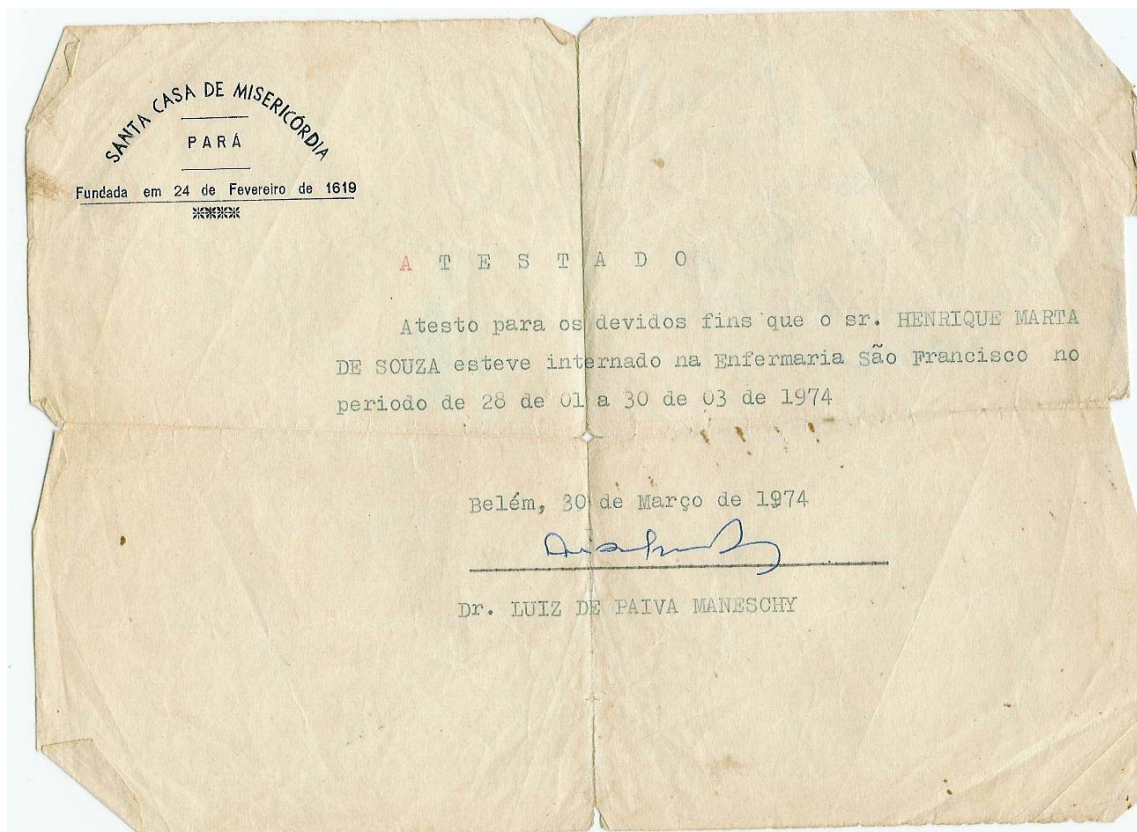 SANTA CASA DE MISERICÓRDIA
PARÁ
Fundada em 24 de Fevereiro de 1619
A T E S T A D O
Atesto para os devidos fins que o sr. HENRIQUE MARTA
DE SOUZA esteve internado na Enfermaria São Francisco no
periodo de 28 de 01 a 30 de 03 de 1974
Belém, 30 de Março de 1974
Dr. LUIZ DE PAIVA MANESCHY